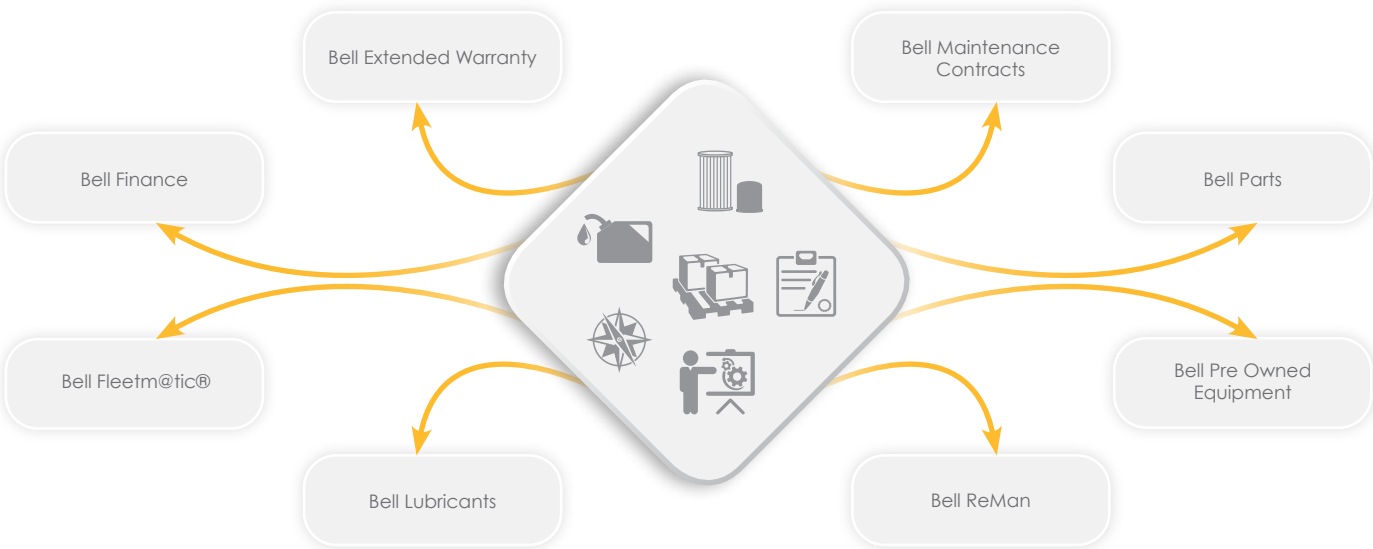 Bell Extended Warranty
Bell Maintenance
Contracts
Bell Finance
Bell Parts
Bell Fleetm@tic®
Bell Pre Owned
Equipment
Bell Lubricants
Bell ReMan